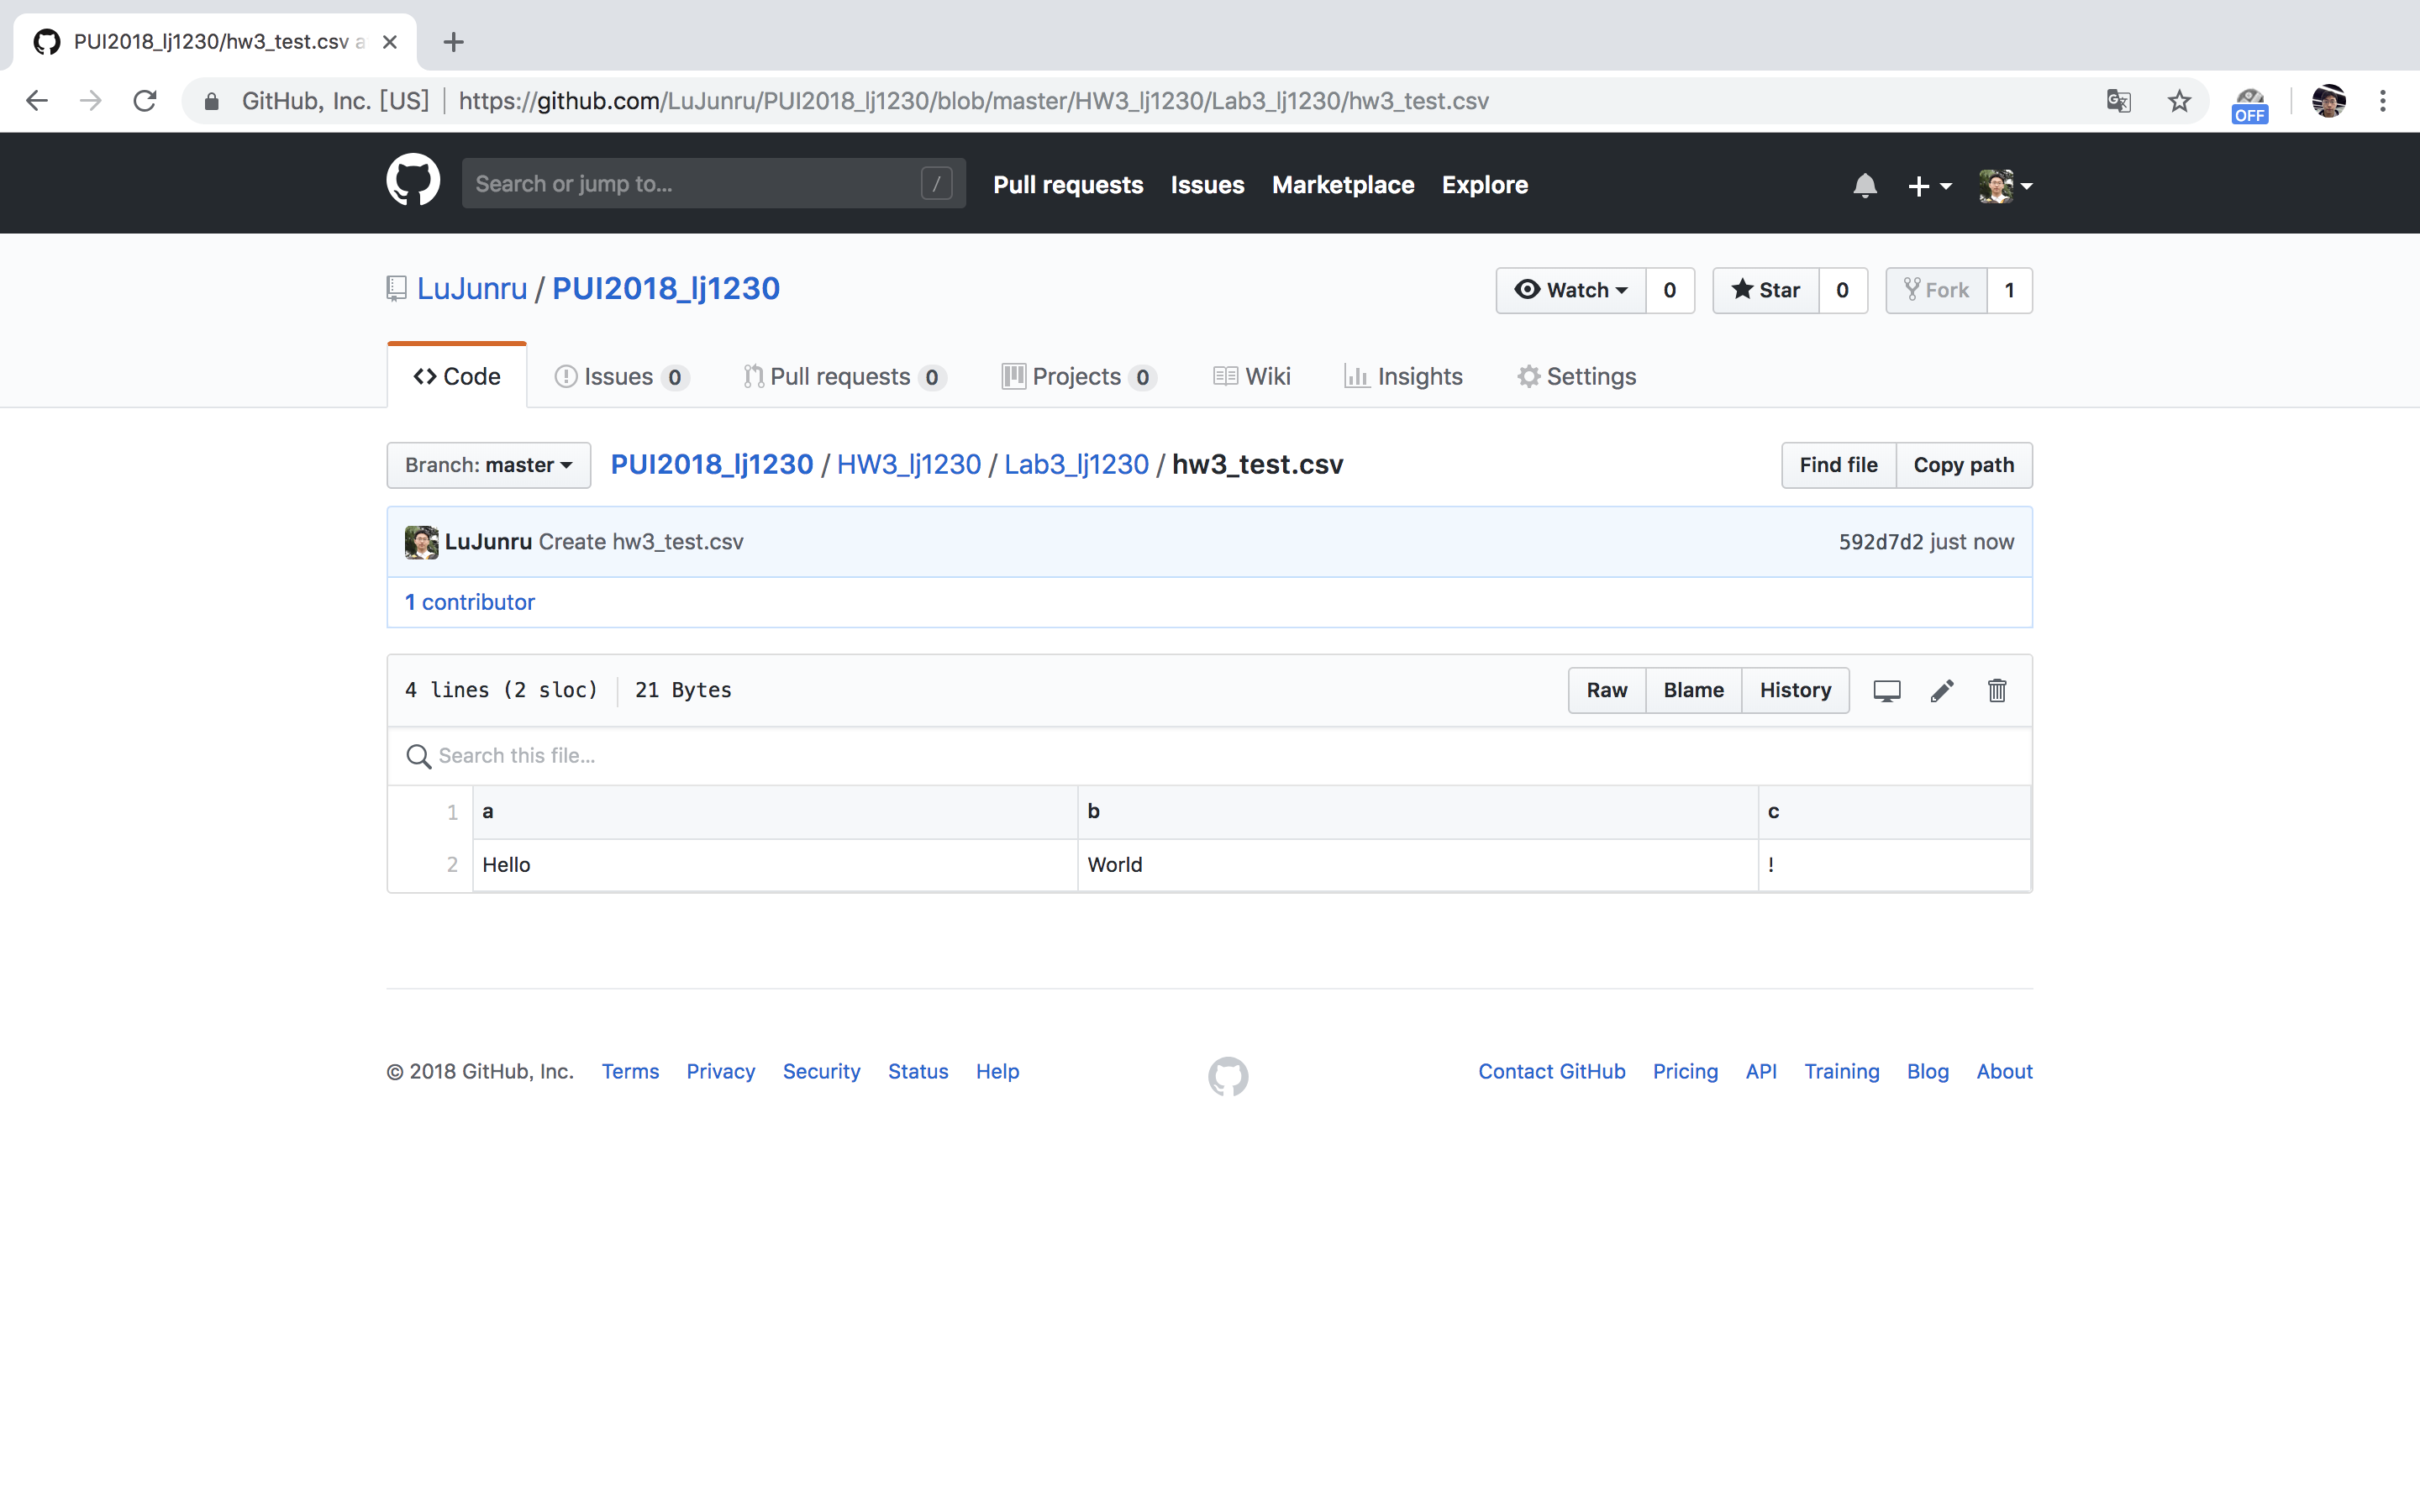 PUI2018_lj1230/hw3_test.csv a
GitHub, Inc. [US] https://github.com/LuJunru/PUI2018_lj1230/blob/master/HW3_lj1230/Lab3_lj1230/hw3_test.csv
OFF
Search or jump to... / Pull requests Issues Marketplace Explore
LuJunru / PUI2018_lj1230 Watch 0 Star 0 Fork 1
Code Issues 0 Pull requests 0 Projects 0 Wiki Insights Settings
Branch: master PUI2018_lj1230 / HW3_lj1230 / Lab3_lj1230 / hw3_test.csv Find file Copy path
LuJunru Create hw3_test.csv 592d7d2 just now
1 contributor
4 lines (2 sloc) 21 Bytes Raw Blame History
Search this file...
1 a b c
2 Hello World !
© 2018 GitHub, Inc. Terms Privacy Security Status Help Contact GitHub Pricing API Training Blog About